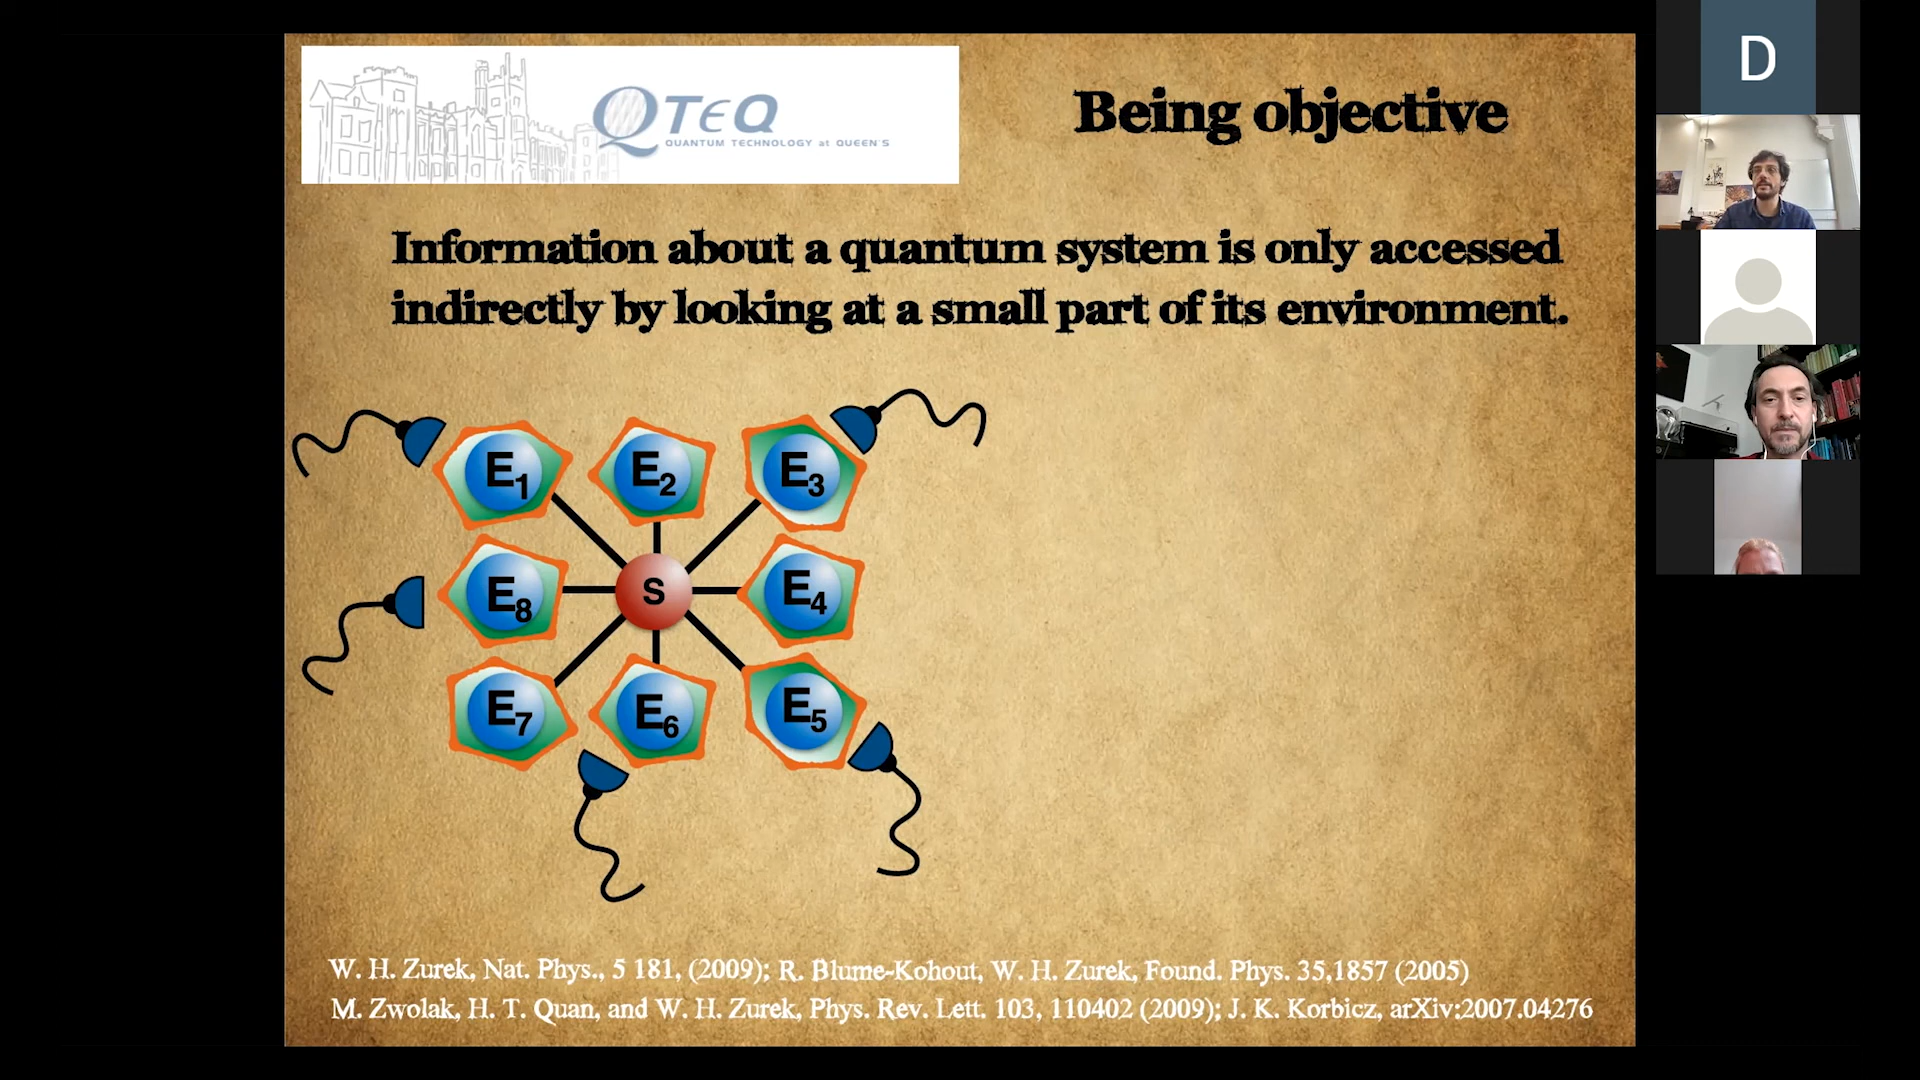 QTEQ
QUANTUM TECHNOLOGY at QUEEN'S
Being objective
D
Information about a quantum system is only accessed
indirectly by looking at a small part of its environment.
E1
E2
E3
E8
S
E4
E7
E6
E5
W. H. Zurek, Nat. Phys., 5 181, (2009); R. Blume-Kohout, W. H. Zurek, Found. Phys. 35,1857 (2005)
M. Zwolak, H. T. Quan, and W. H. Zurek, Phys. Rev. Lett. 103, 110402 (2009); J. K. Korbicz, arXiv:2007.04276